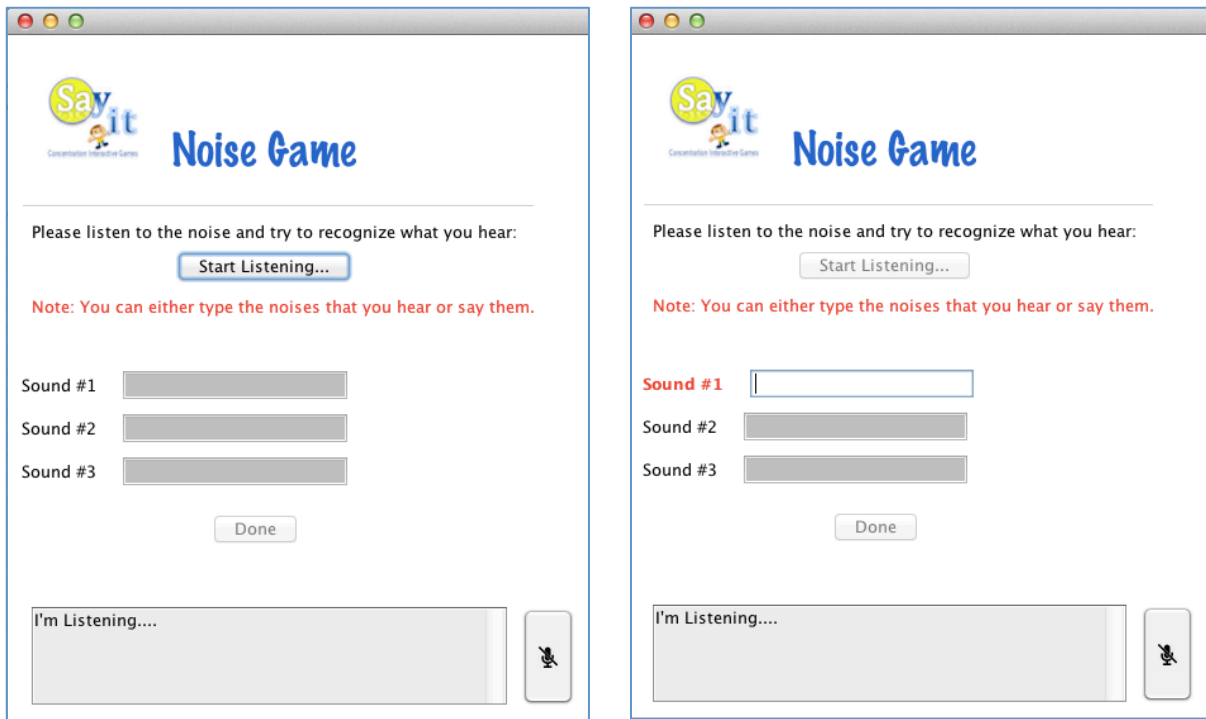 Say
it
Concentration Interactive Games
Noise Game
Please listen to the noise and try to recognize what you hear:
Start Listening...
Note: You can either type the noises that you hear or say them.
Sound #1
Sound #2
Sound #3
Done
I'm Listening....
Say
it
Concentration Interactive Games
Noise Game
Please listen to the noise and try to recognize what you hear:
Start Listening...
Note: You can either type the noises that you hear or say them.
Sound #1
Sound #2
Sound #3
Done
I'm Listening....